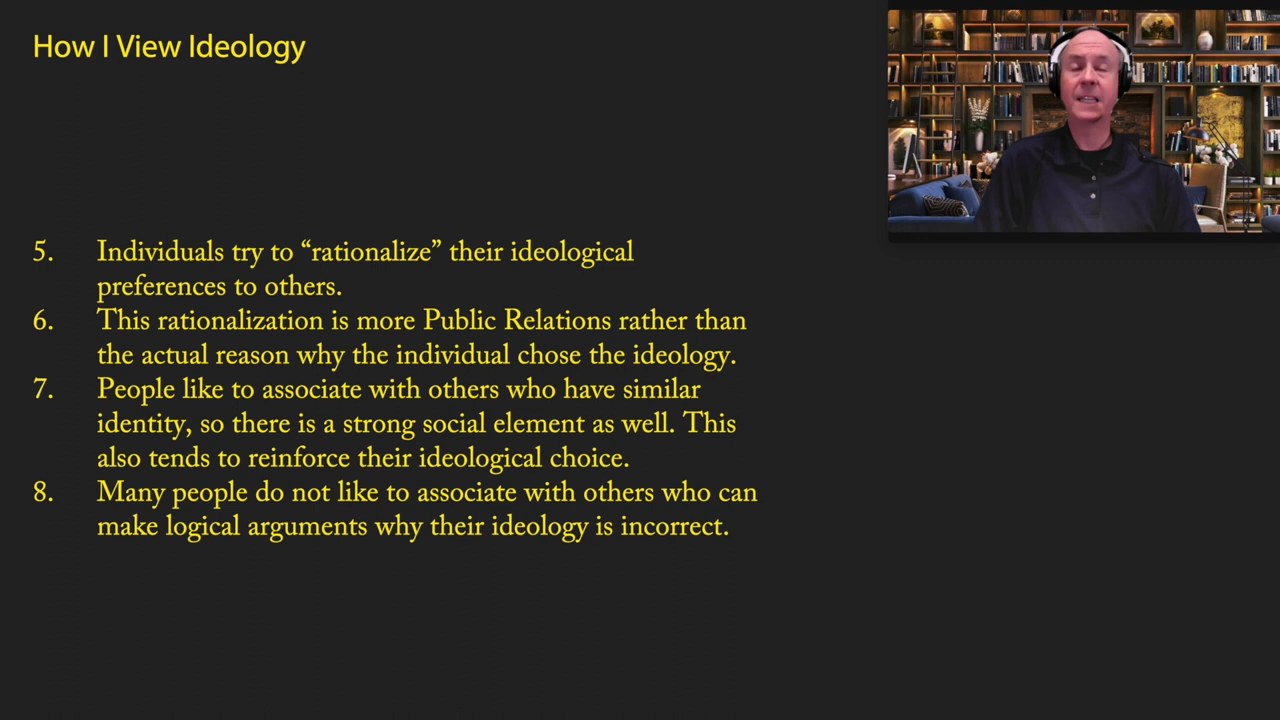 How I View Ideology
5. Individuals try to “rationalize” their ideological
preferences to others.
6. This rationalization is more Public Relations rather than
the actual reason why the individual chose the ideology.
7. People like to associate with others who have similar
identity, so there is a strong social element as well. This
also tends to reinforce their ideological choice.
8. Many people do not like to associate with others who can
make logical arguments why their ideology is incorrect.